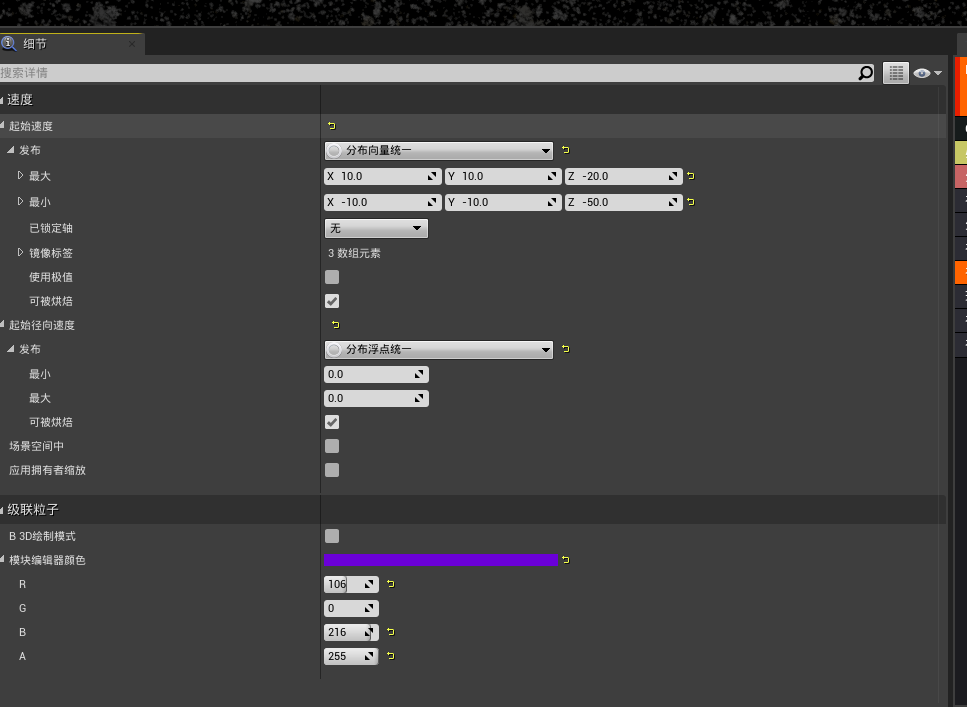 细节
搜索详情
速度
起始速度
发布
分布向量统一
最大
X 10.0 Y 10.0 Z -20.0
最小
X -10.0 Y -10.0 Z -50.0
已锁定轴
无
镜像标签
3 数组元素
使用极值
可被烘焙
起始径向速度
发布
分布浮点统一
最小
0.0
最大
0.0
可被烘焙
场景空间中
应用拥有者缩放
级联粒子
B 3D绘制模式
模块编辑器颜色
R
106
G
0
B
216
A
255